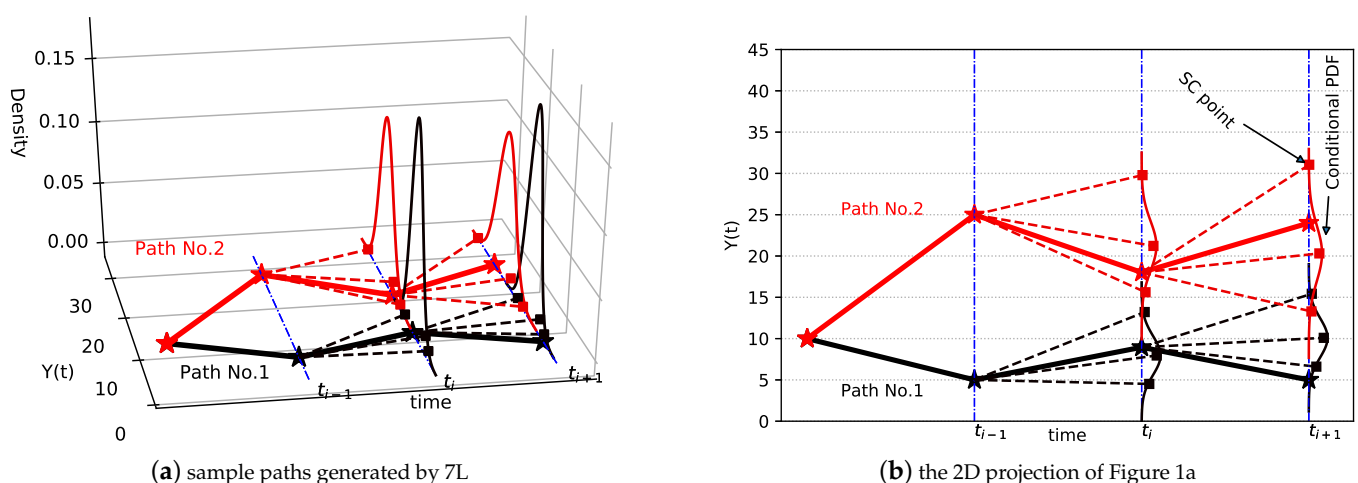 0.15
0.10
0.05
0.00
Density
Path No.2
30
20
10
0
Y(t)
Path No.1
t_{i−1}
t_i
t_{i+1}
time
(a) sample paths generated by 7L
45
40
35
30
25
20
15
10
5
0
Y(t)
SC point
Conditional PDF
Path No.2
Path No.1
t_{i−1}
time
t_i
t_{i+1}
(b) the 2D projection of Figure 1a